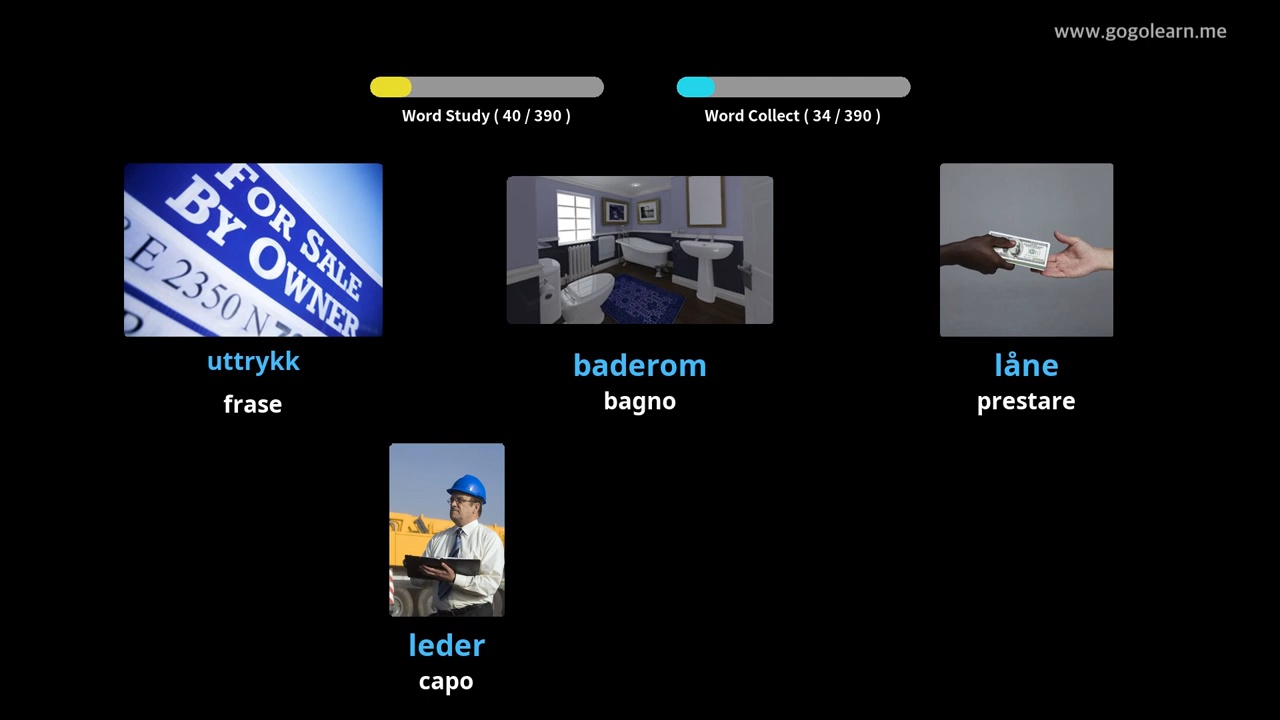 www.gogolearn.me
Word Study ( 40 / 390 )
Word Collect ( 34 / 390 )
FOR SALE
BY OWNER
E 2350 N
uttrykk
frase
baderom
bagno
låne
prestare
leder
capo